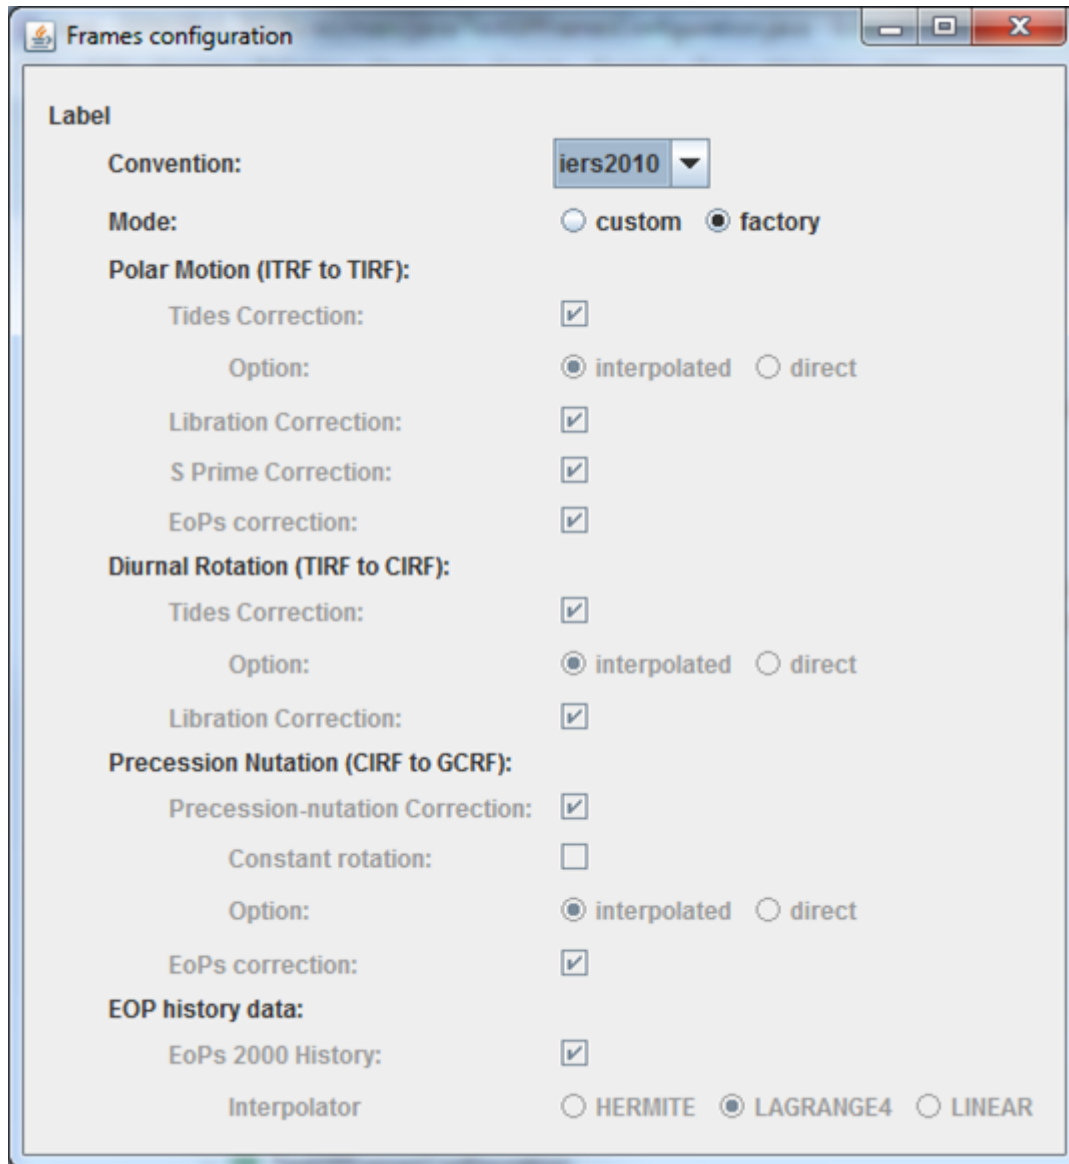 Frames configuration
Label
Convention: iers2010
Mode: custom factory
Polar Motion (ITRF to TIRF):
Tides Correction:
Option: interpolated direct
Libration Correction:
S Prime Correction:
EoPs correction:
Diurnal Rotation (TIRF to CIRF):
Tides Correction:
Option: interpolated direct
Libration Correction:
Precession Nutation (CIRF to GCRF):
Precession-nutation Correction:
Constant rotation:
Option: interpolated direct
EoPs correction:
EOP history data:
EoPs 2000 History:
Interpolator HERMITE LAGRANGE4 LINEAR